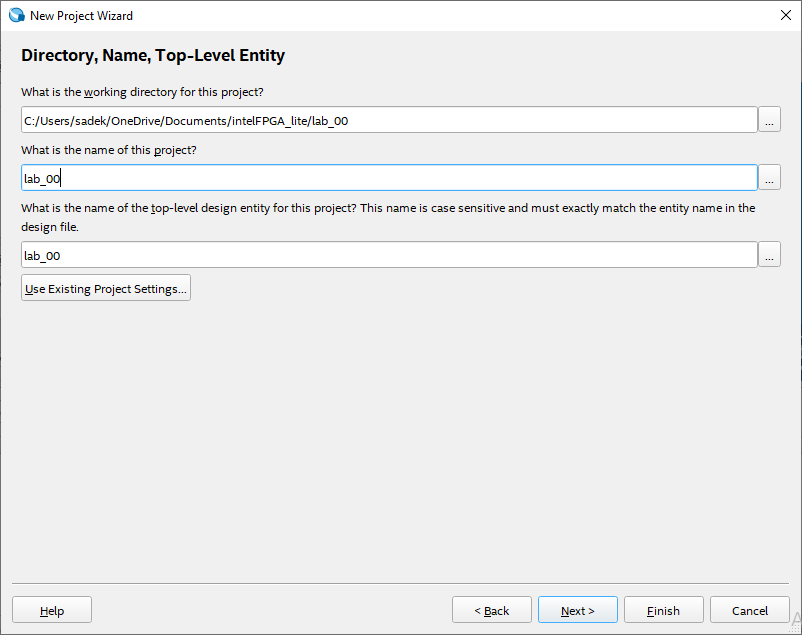 New Project Wizard
Directory, Name, Top-Level Entity
What is the working directory for this project?
C:/Users/sadek/OneDrive/Documents/intelFPGA_lite/lab_00
...
What is the name of this project?
lab_00
...
What is the name of the top-level design entity for this project? This name is case sensitive and must exactly match the entity name in the
design file.
lab_00
...
Use Existing Project Settings...
Help
< Back
Next >
Finish
Cancel